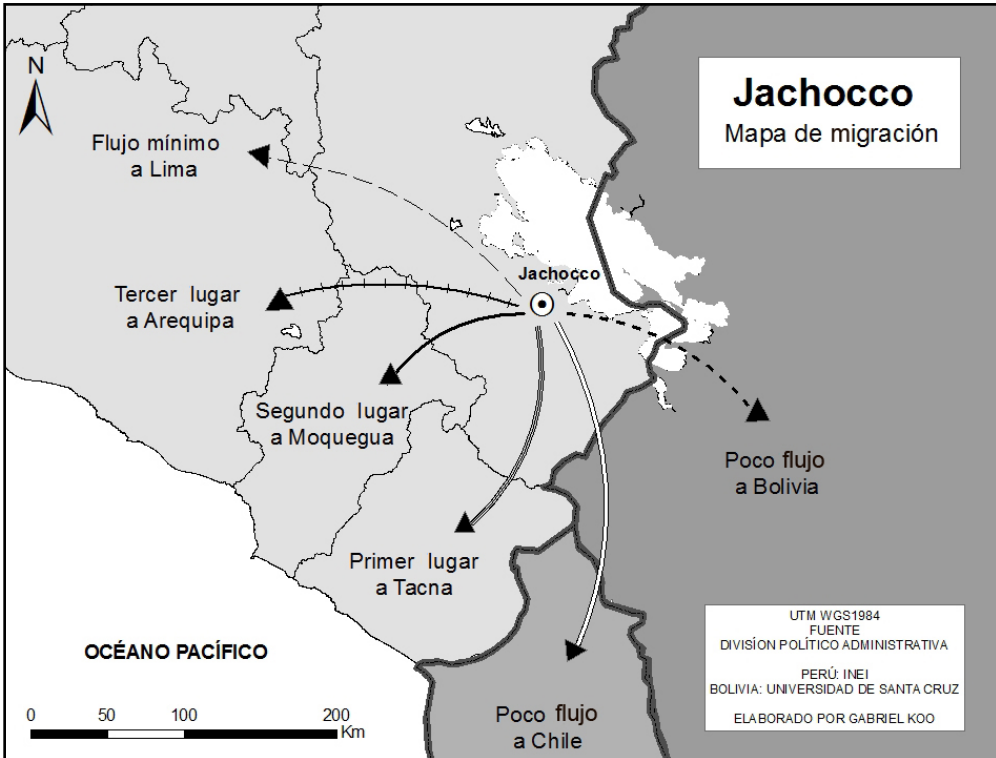 Jachocco
Mapa de migración
N
Flujo mínimo
a Lima
Jachocco
Tercer lugar
a Arequipa
Segundo lugar
a Moquegua
Poco flujo
a Bolivia
Primer lugar
a Tacna
OCÉANO PACÍFICO
Poco flujo
a Chile
0 50 100 200
Km
UTM WGS1984
FUENTE
DIVISÍON POLÍTICO ADMINISTRATIVA
PERÚ: INEI
BOLIVIA: UNIVERSIDAD DE SANTA CRUZ
ELABORADO POR GABRIEL KOO